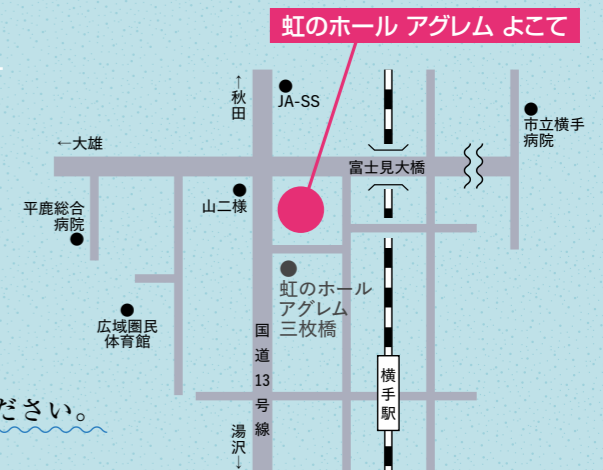 虹のホール アグレム よこて
↑秋田
JA-SS
市立横手
病院
←大雄
富士見大橋
山二様
平鹿総合
病院
虹のホール
アグレム
三枚橋
広域圏民
体育館
国道13号線
横手駅
ださい。
湯沢↓